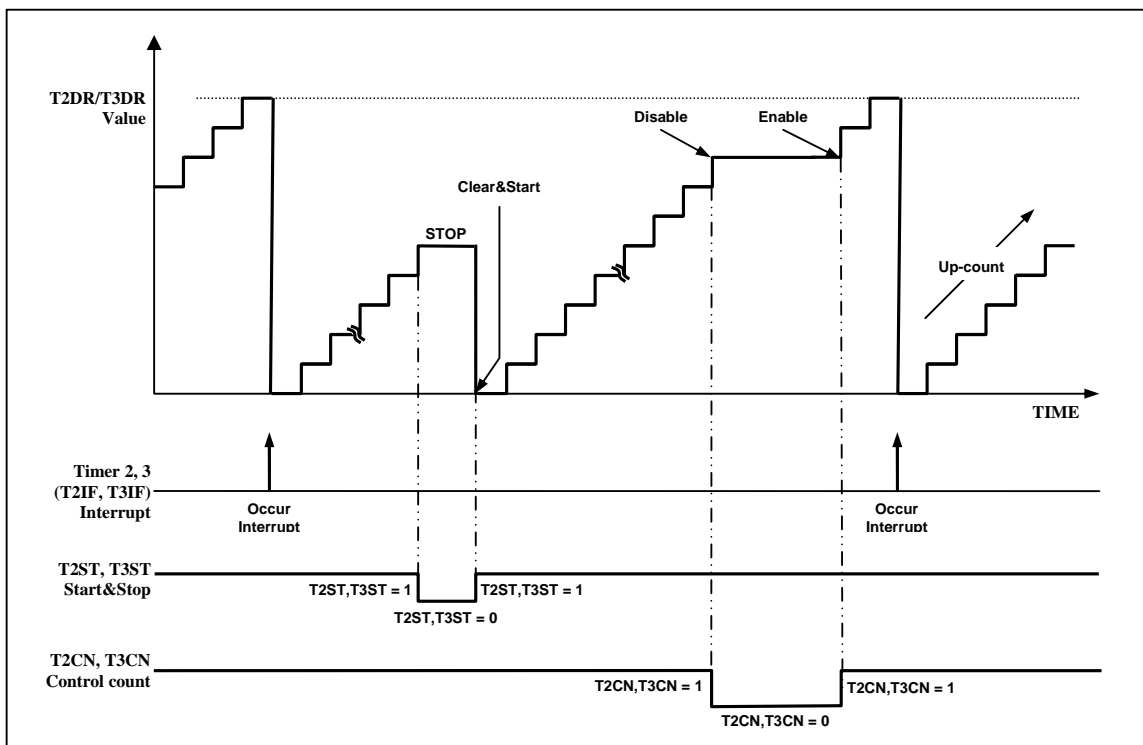 T2DR/T3DR
Value
Disable
Enable
Clear&Start
STOP
Up-count
TIME
Timer 2, 3
(T2IF, T3IF)
Interrupt
Occur
Interrupt
Occur
Interrupt
T2ST, T3ST
Start&Stop
T2ST,T3ST = 1
T2ST,T3ST = 1
T2ST,T3ST = 0
T2CN, T3CN
Control count
T2CN,T3CN = 1
T2CN,T3CN = 1
T2CN,T3CN = 0